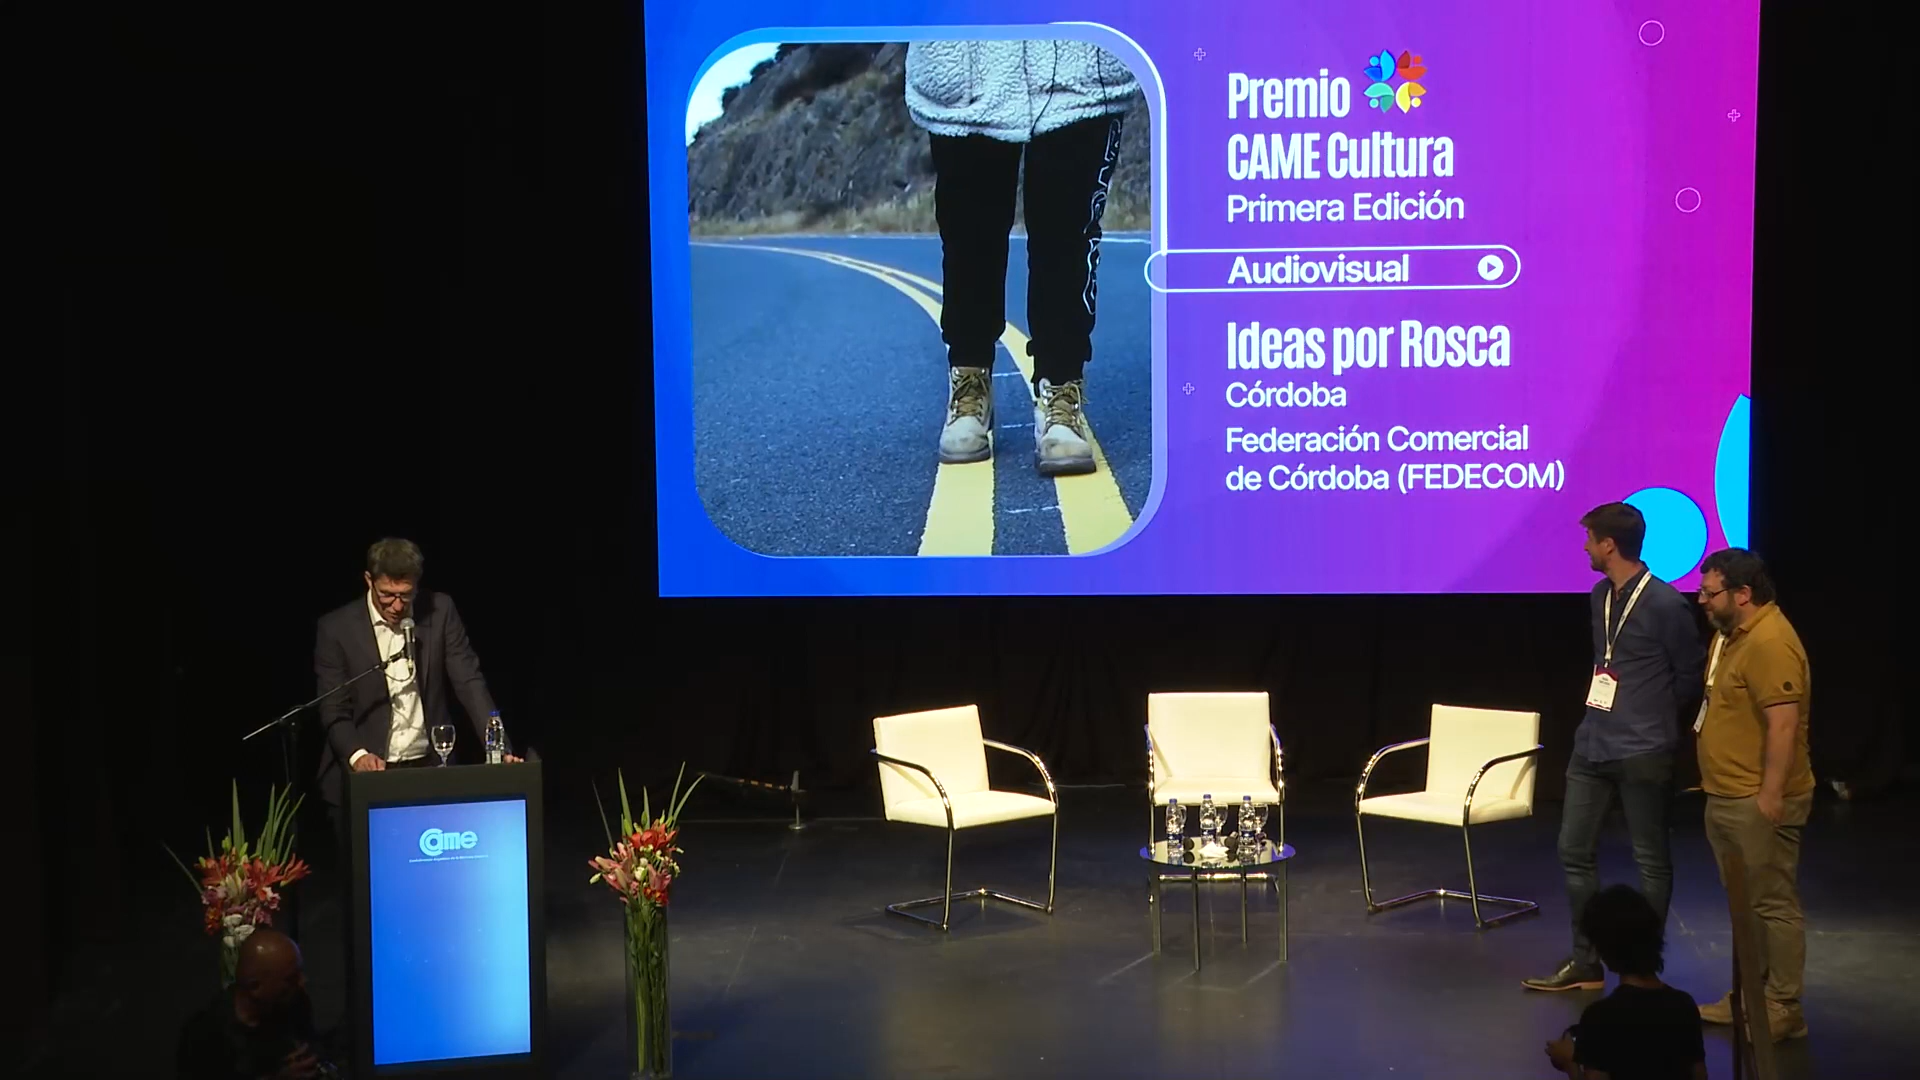 Premio
CAME Cultura
Primera Edición
Audiovisual
Ideas por Rosca
Córdoba
Federación Comercial
de Córdoba (FEDECOM)
Came